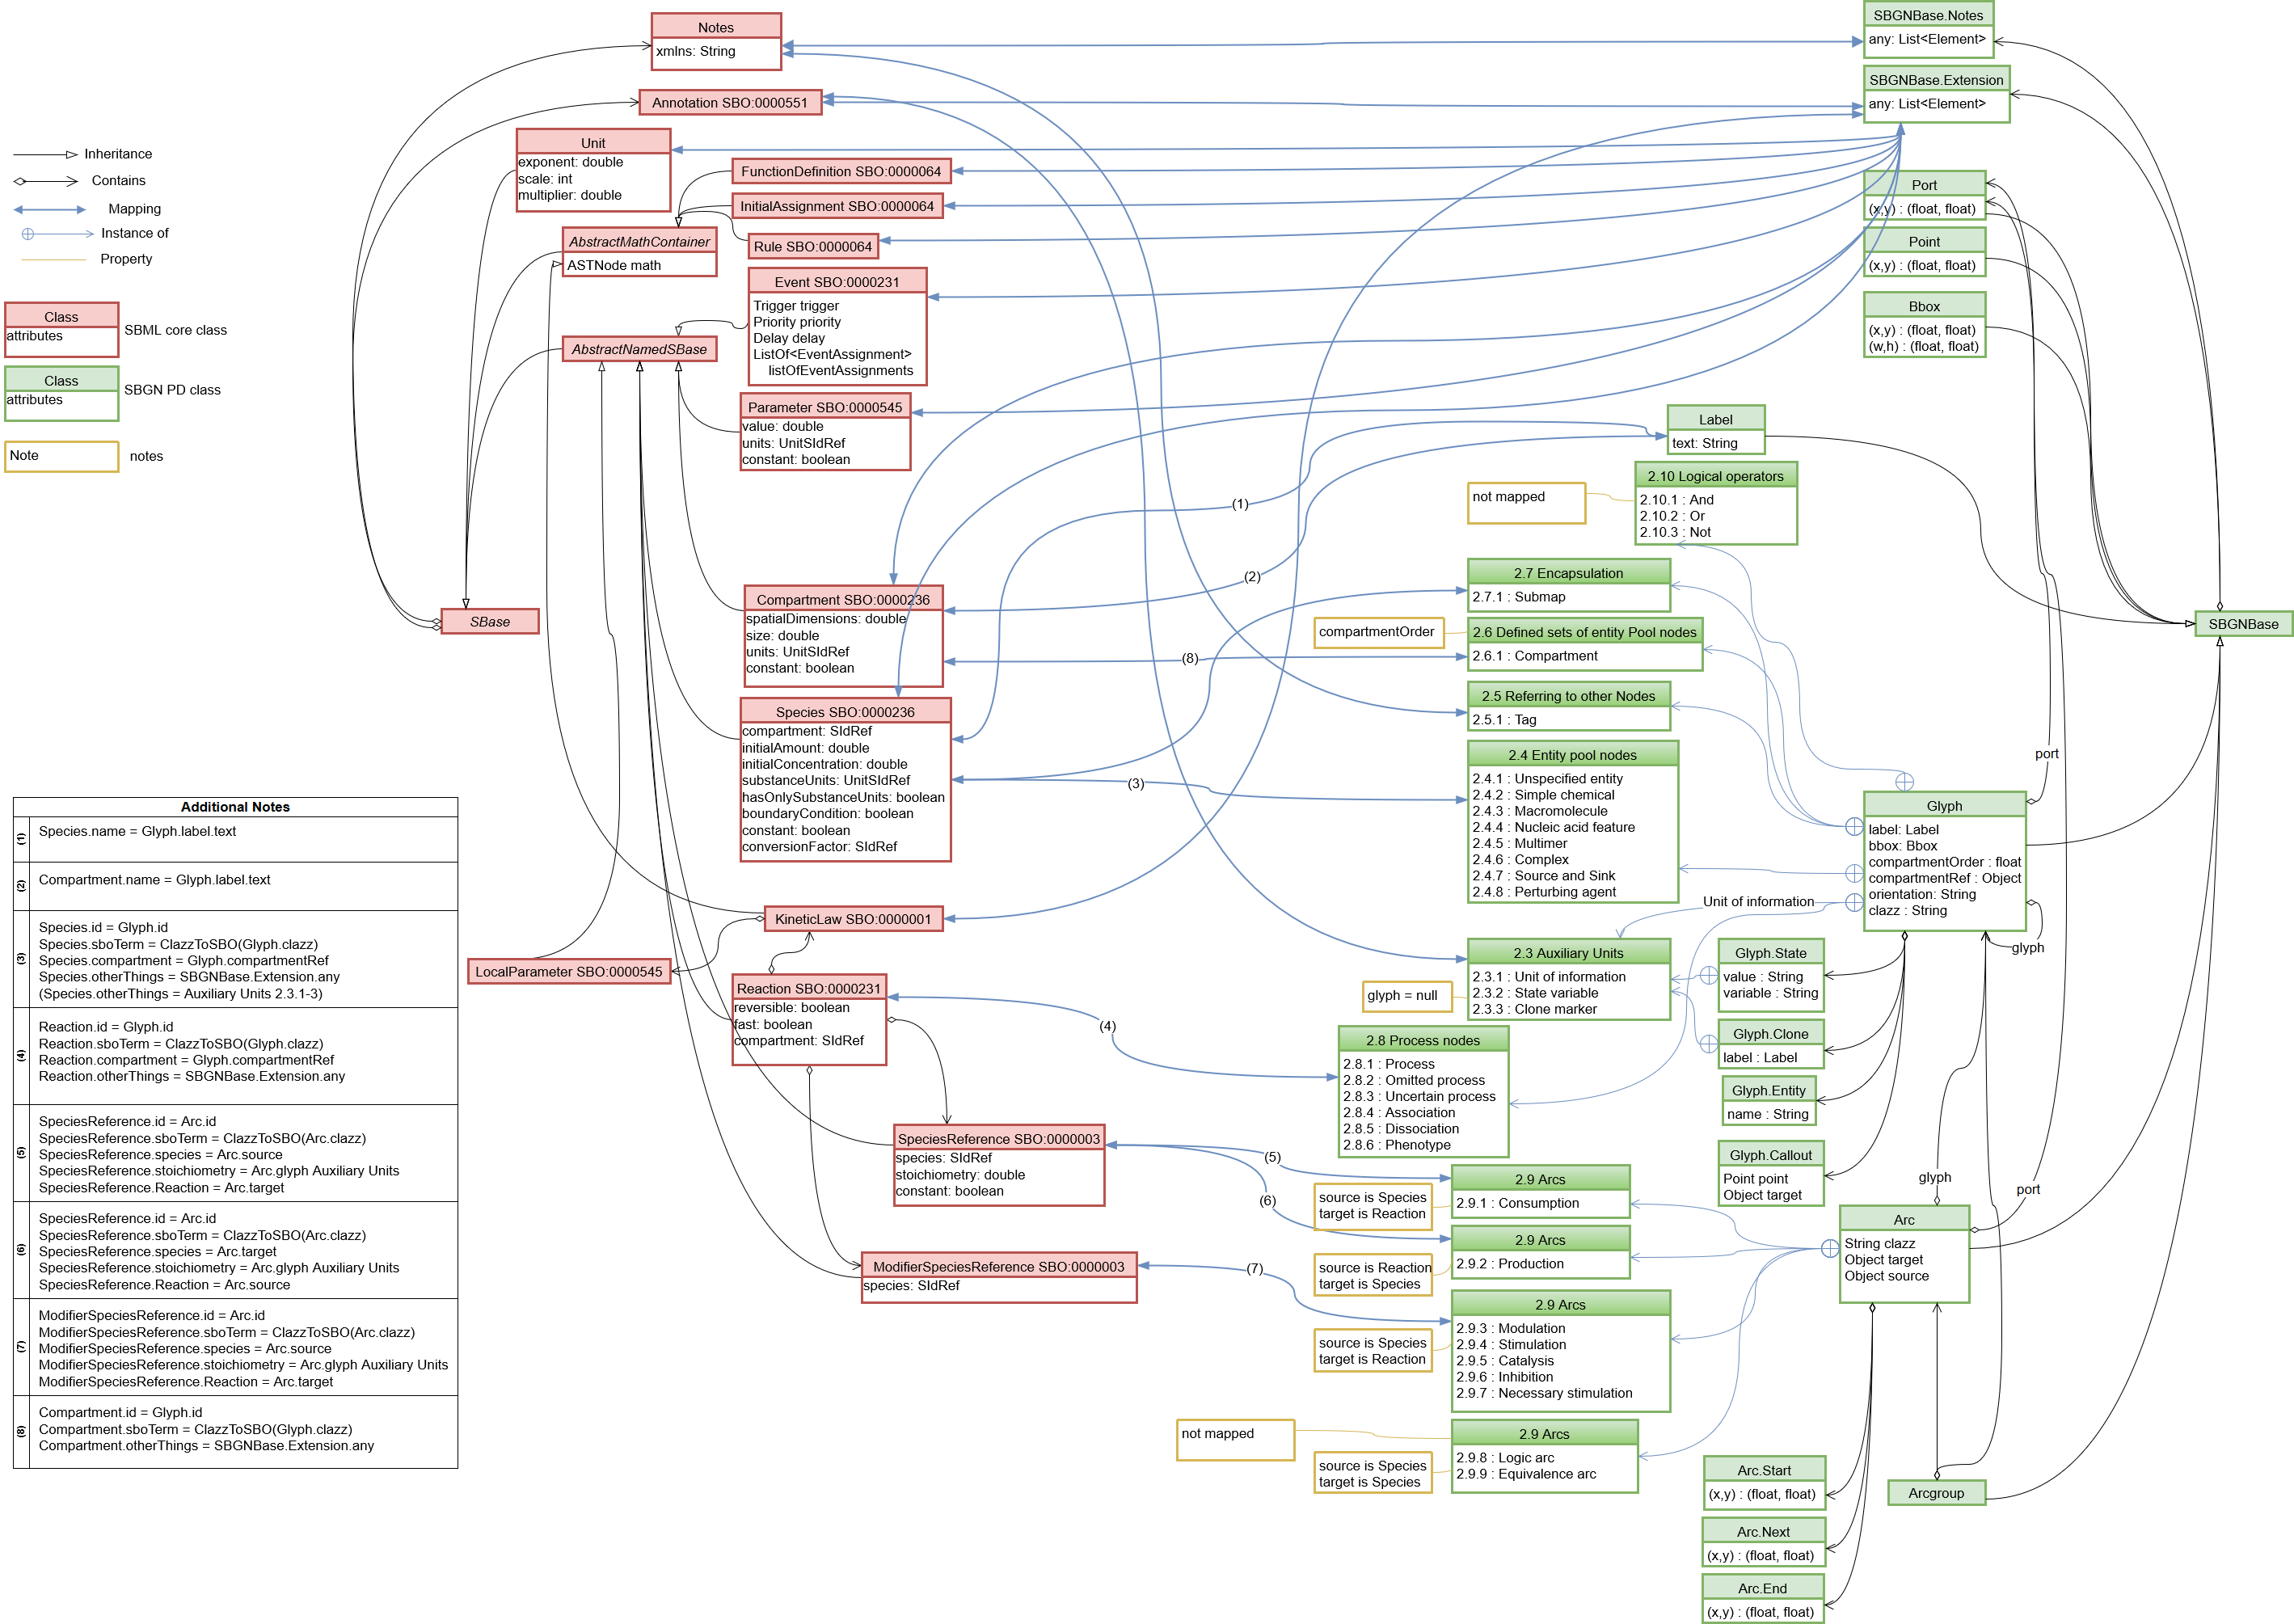 Inheritance
Contains
Mapping
Instance of
Property
Class
attributes
SBML core class
Class
attributes
SBGN PD class
Note
notes
Notes
xmlns: String
Annotation SBO:0000551
Unit
exponent: double
scale: int
multiplier: double
FunctionDefinition SBO:0000064
InitialAssignment SBO:0000064
Rule SBO:0000064
AbstractMathContainer
ASTNode math
Event SBO:0000231
Trigger trigger
Priority priority
Delay delay
ListOf<EventAssignment>
listOfEventAssignments
AbstractNamedSBase
Parameter SBO:0000545
value: double
units: UnitSIdRef
constant: boolean
SBase
Compartment SBO:0000236
spatialDimensions: double
size: double
units: UnitSIdRef
constant: boolean
Species SBO:0000236
compartment: SIdRef
initialAmount: double
initialConcentration: double
substanceUnits: UnitSIdRef
hasOnlySubstanceUnits: boolean
boundaryCondition: boolean
constant: boolean
conversionFactor: SIdRef
KineticLaw SBO:0000001
LocalParameter SBO:0000545
Reaction SBO:0000231
reversible: boolean
fast: boolean
compartment: SIdRef
SpeciesReference SBO:0000003
species: SIdRef
stoichiometry: double
constant: boolean
ModifierSpeciesReference SBO:0000003
species: SIdRef
(1)
(2)
(8)
(3)
(4)
(5)
(6)
(7)
SBGNBase.Notes
any: List<Element>
SBGNBase.Extension
any: List<Element>
Port
(x,y) : (float, float)
Point
(x,y) : (float, float)
Bbox
(x,y) : (float, float)
(w,h) : (float, float)
Label
text: String
2.10 Logical operators
2.10.1 : And
2.10.2 : Or
2.10.3 : Not
not mapped
2.7 Encapsulation
2.7.1 : Submap
compartmentOrder
2.6 Defined sets of entity Pool nodes
2.6.1 : Compartment
2.5 Referring to other Nodes
2.5.1 : Tag
2.4 Entity pool nodes
2.4.1 : Unspecified entity
2.4.2 : Simple chemical
2.4.3 : Macromolecule
2.4.4 : Nucleic acid feature
2.4.5 : Multimer
2.4.6 : Complex
2.4.7 : Source and Sink
2.4.8 : Perturbing agent
SBGNBase
port
Glyph
label: Label
bbox: Bbox
compartmentOrder : float
compartmentRef : Object
orientation: String
clazz : String
Unit of information
glyph
2.3 Auxiliary Units
2.3.1 : Unit of information
2.3.2 : State variable
2.3.3 : Clone marker
glyph = null
Glyph.State
value : String
variable : String
Glyph.Clone
label : Label
Glyph.Entity
name : String
Glyph.Callout
Point point
Object target
2.8 Process nodes
2.8.1 : Process
2.8.2 : Omitted process
2.8.3 : Uncertain process
2.8.4 : Association
2.8.5 : Dissociation
2.8.6 : Phenotype
2.9 Arcs
2.9.1 : Consumption
source is Species
target is Reaction
2.9 Arcs
2.9.2 : Production
source is Reaction
target is Species
2.9 Arcs
2.9.3 : Modulation
2.9.4 : Stimulation
2.9.5 : Catalysis
2.9.6 : Inhibition
2.9.7 : Necessary stimulation
source is Species
target is Reaction
2.9 Arcs
2.9.8 : Logic arc
2.9.9 : Equivalence arc
not mapped
source is Species
target is Species
glyph
port
Arc
String clazz
Object target
Object source
Arc.Start
(x,y) : (float, float)
Arc.Next
(x,y) : (float, float)
Arc.End
(x,y) : (float, float)
Arcgroup
Additional Notes
(1)
Species.name = Glyph.label.text
(2)
Compartment.name = Glyph.label.text
(3)
Species.id = Glyph.id
Species.sboTerm = ClazzToSBO(Glyph.clazz)
Species.compartment = Glyph.compartmentRef
Species.otherThings = SBGNBase.Extension.any
(Species.otherThings = Auxiliary Units 2.3.1-3)
(4)
Reaction.id = Glyph.id
Reaction.sboTerm = ClazzToSBO(Glyph.clazz)
Reaction.compartment = Glyph.compartmentRef
Reaction.otherThings = SBGNBase.Extension.any
(5)
SpeciesReference.id = Arc.id
SpeciesReference.sboTerm = ClazzToSBO(Arc.clazz)
SpeciesReference.species = Arc.source
SpeciesReference.stoichiometry = Arc.glyph Auxiliary Units
SpeciesReference.Reaction = Arc.target
(6)
SpeciesReference.id = Arc.id
SpeciesReference.sboTerm = ClazzToSBO(Arc.clazz)
SpeciesReference.species = Arc.target
SpeciesReference.stoichiometry = Arc.glyph Auxiliary Units
SpeciesReference.Reaction = Arc.source
(7)
ModifierSpeciesReference.id = Arc.id
ModifierSpeciesReference.sboTerm = ClazzToSBO(Arc.clazz)
ModifierSpeciesReference.species = Arc.source
ModifierSpeciesReference.stoichiometry = Arc.glyph Auxiliary Units
ModifierSpeciesReference.Reaction = Arc.target
(8)
Compartment.id = Glyph.id
Compartment.sboTerm = ClazzToSBO(Glyph.clazz)
Compartment.otherThings = SBGNBase.Extension.any